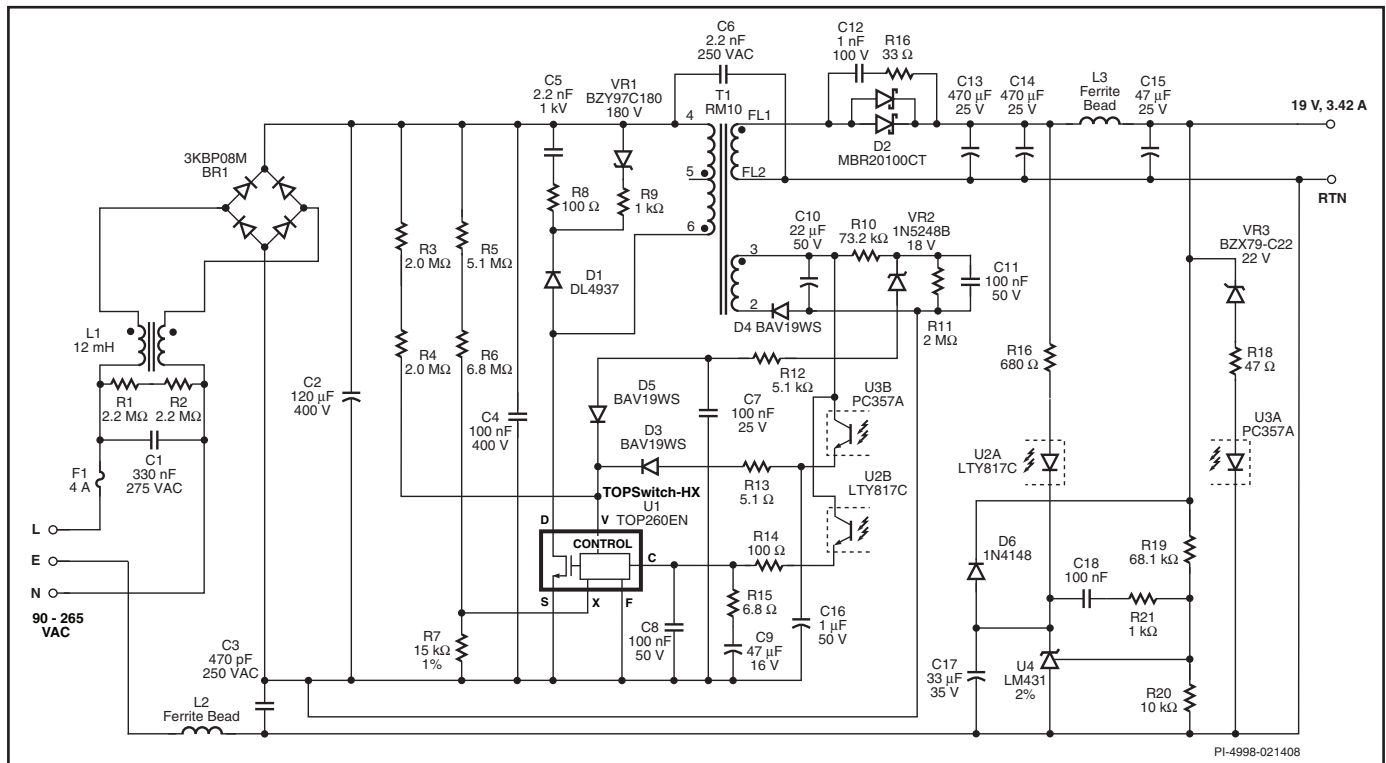 C6
2.2 nF
250 VAC
C12
1 nF
100 V
R16
33 Ω
C5
2.2 nF
1 kV
VR1
BZY97C180
180 V
T1
RM10
C13
470 µF
25 V
C14
470 µF
25 V
L3
Ferrite
Bead
C15
47 µF
25 V
19 V, 3.42 A
4
FL1
D2
MBR20100CT
3KBP08M
BR1
5
FL2
R8
100 Ω
R9
1 kΩ
RTN
6
C10
22 µF
50 V
R10
73.2 kΩ
VR2
1N5248B
18 V
VR3
BZX79-C22
22 V
R3
2.0 MΩ
R5
5.1 MΩ
3
D1
DL4937
C11
100 nF
50 V
2
D4 BAV19WS
R11
2 MΩ
L1
12 mH
R4
2.0 MΩ
R6
6.8 MΩ
R12
5.1 kΩ
R16
680 Ω
R18
47 Ω
C2
120 µF
400 V
D5
BAV19WS
C7
100 nF
25 V
U3B
PC357A
R1
2.2 MΩ
R2
2.2 MΩ
C4
100 nF
400 V
U3A
PC357A
D3
BAV19WS
C1
330 nF
275 VAC
F1
4 A
U2A
LTY817C
R13
5.1 Ω
U2B
LTY817C
TOPSwitch-HX
U1
TOP260EN
L
D
V
CONTROL
C
R14
100 Ω
D6
1N4148
R19
68.1 kΩ
E
C18
100 nF
N
S
X
F
R15
6.8 Ω
R21
1 kΩ
90 - 265
VAC
C16
1 µF
50 V
R7
15 kΩ
1%
C8
100 nF
50 V
C9
47 µF
16 V
C3
470 pF
250 VAC
C17
33 µF
35 V
U4
LM431
2%
R20
10 kΩ
L2
Ferrite Bead
PI-4998-021408